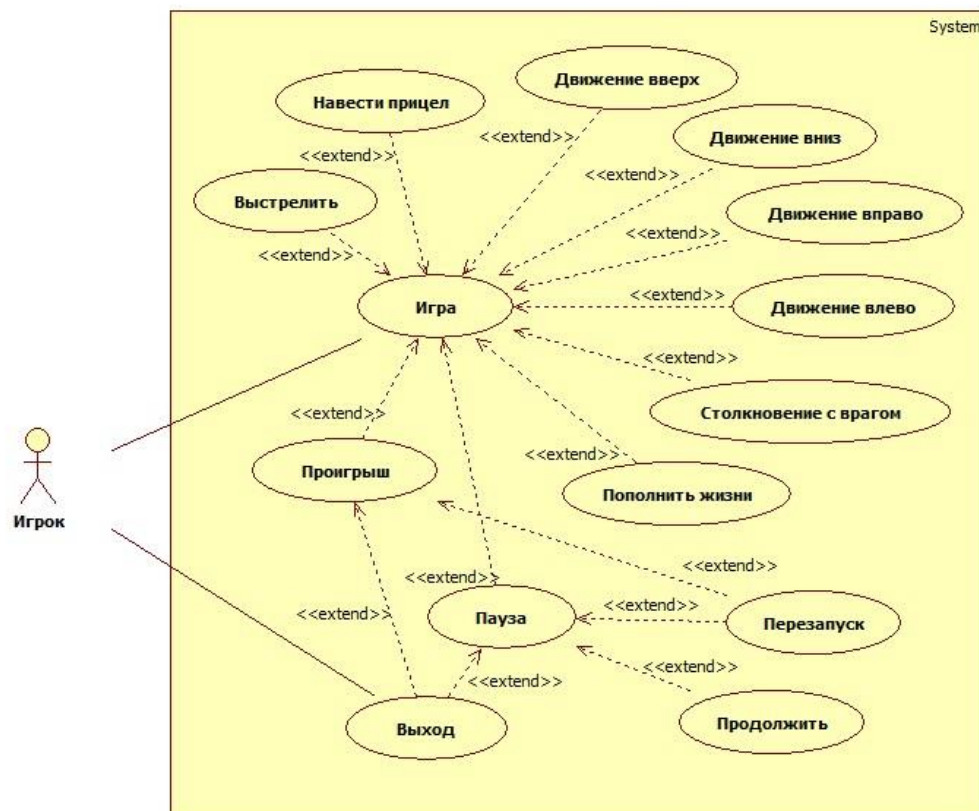 System
Движение вверх
Навести прицел
Движение вниз
<<extend>>
<<extend>>
<<extend>>
Выстрелить
Движение вправо
<<extend>>
<<extend>>
Игра
<<extend>>
Движение влево
<<extend>>
<<extend>>
Столкновение с врагом
Проигрыш
<<extend>>
Пополнить жизни
Игрок
<<extend>>
<<extend>>
<<extend>>
<<extend>>
Пауза
Перезапуск
<<extend>>
<<extend>>
Выход
Продолжить